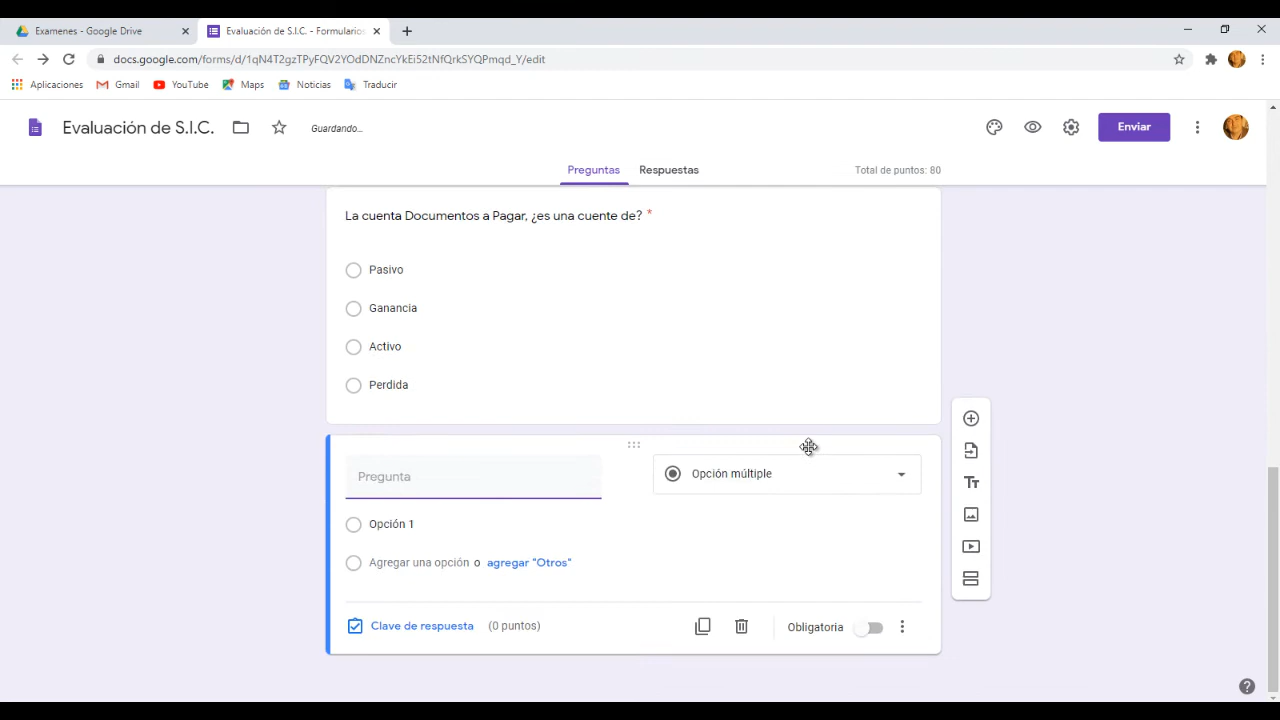 Examenes - Google Drive
Evaluación de S.I.C. - Formularios
docs.google.com/forms/d/1qN4T2gzTPyFQV2YOdDNZncYkEi52tNfQrkSYQPmqd_Y/edit
Aplicaciones Gmail YouTube Maps Noticias Traducir
Evaluación de S.I.C. Guardando... Enviar
Preguntas Respuestas Total de puntos: 80
La cuenta Documentos a Pagar, ¿es una cuente de? *
Pasivo
Ganancia
Activo
Perdida
Pregunta Opción múltiple
Opción 1
Agregar una opción o agregar "Otros"
Clave de respuesta (0 puntos) Obligatoria